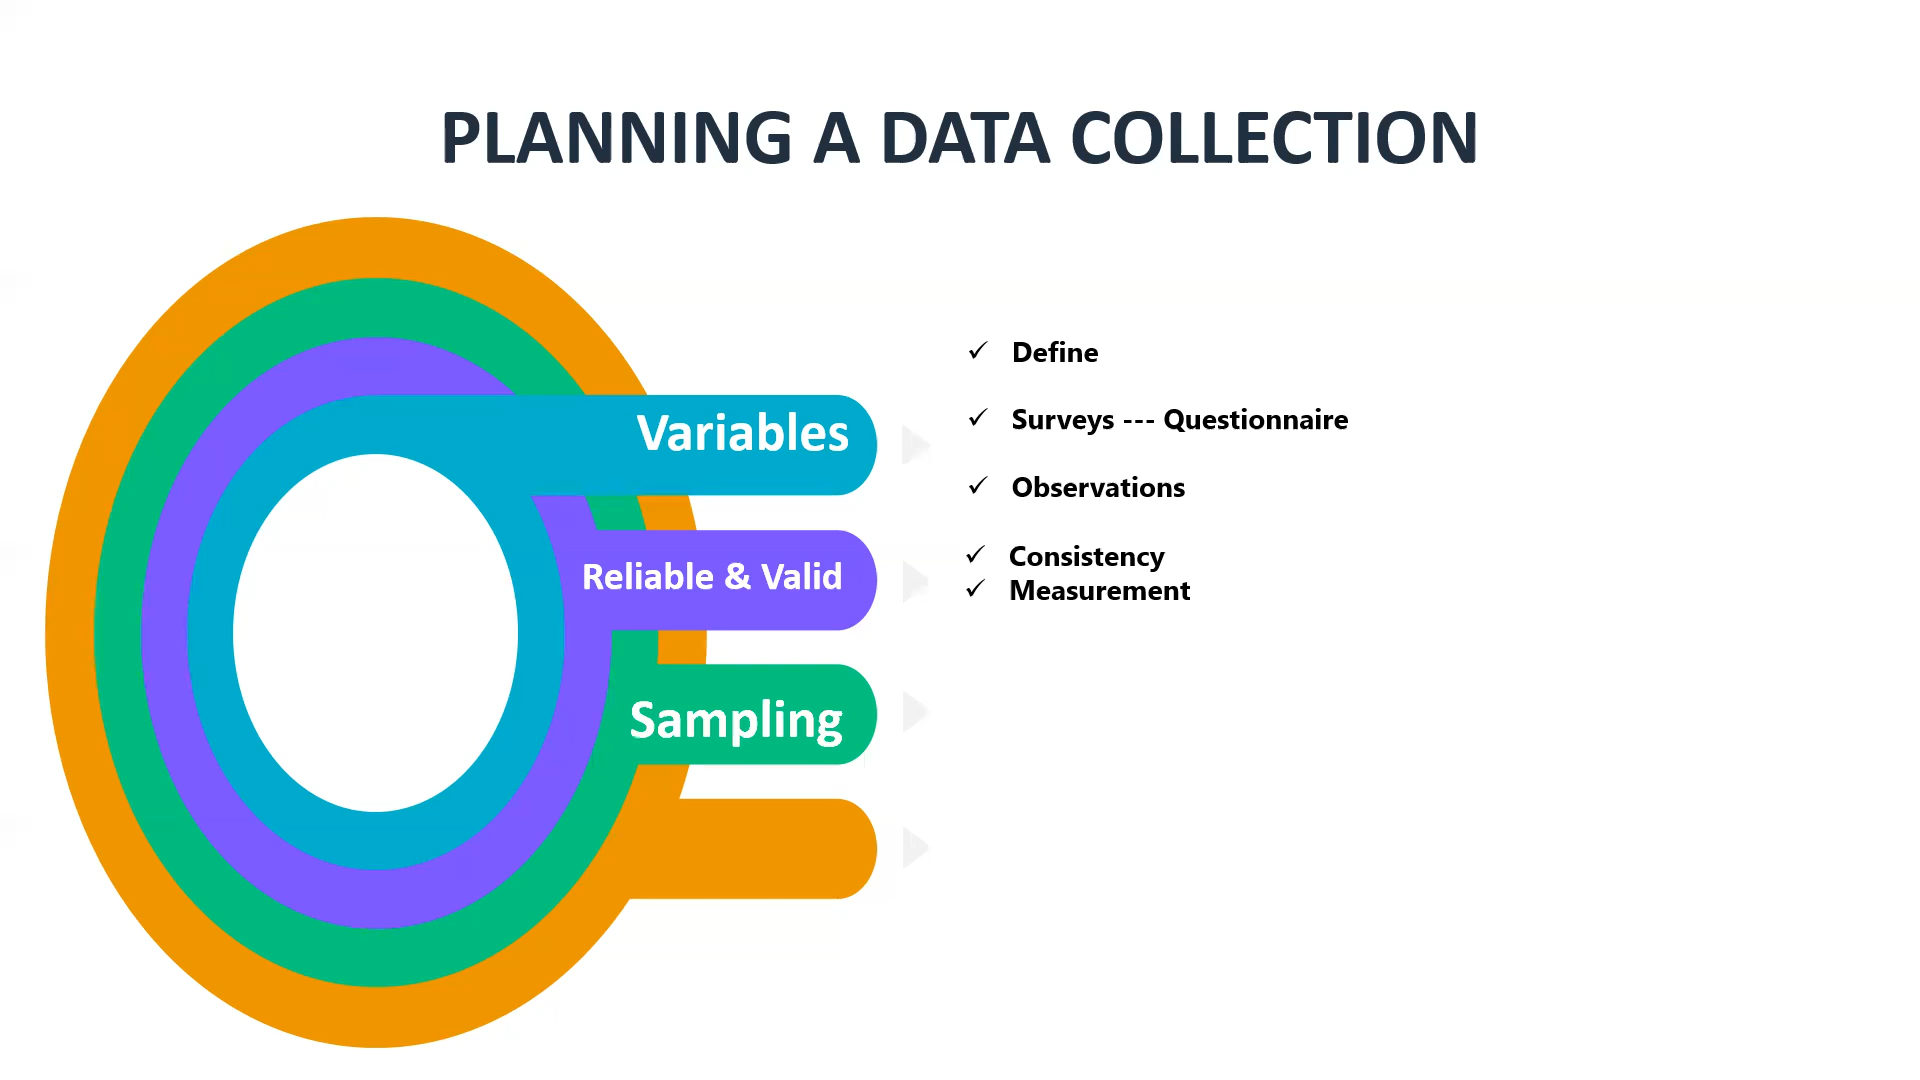 PLANNING A DATA COLLECTION
Variables
✓ Define
✓ Surveys --- Questionnaire
✓ Observations
Reliable & Valid
✓ Consistency
✓ Measurement
Sampling